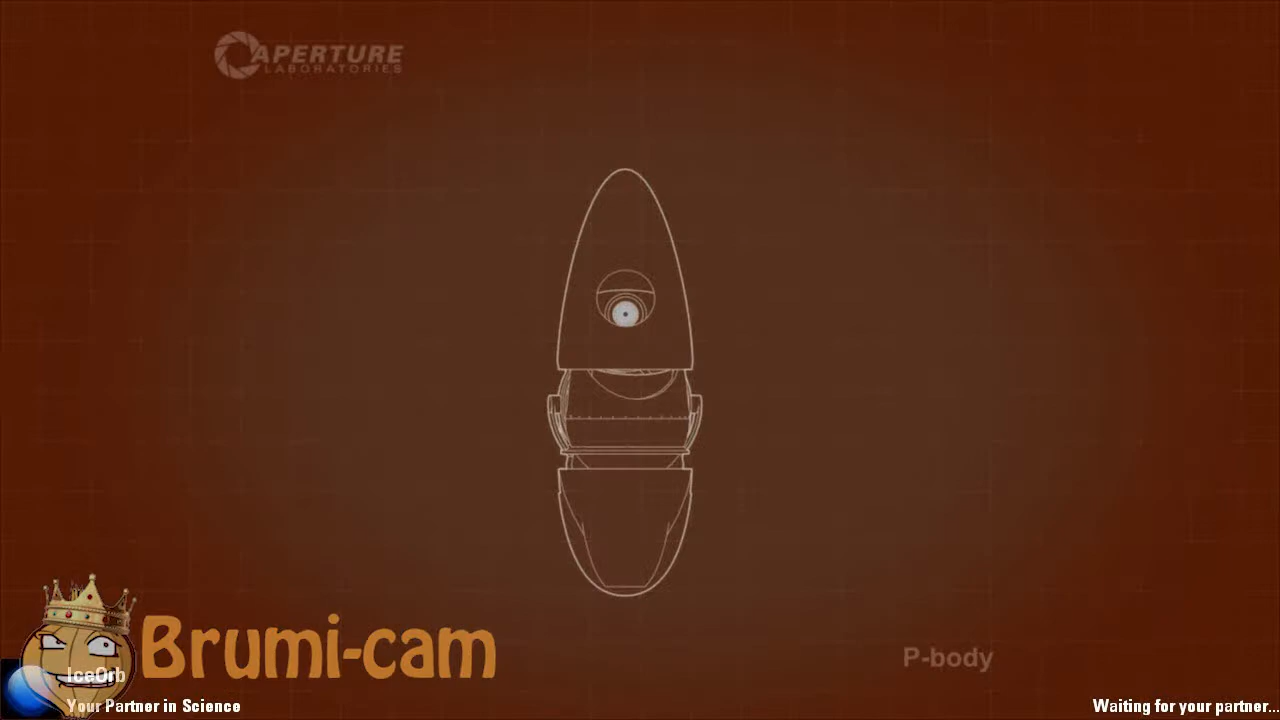 APERTURE
LABORATORIES
Brumi-cam
P-body
IceOrb
Your Partner in Science
Waiting for your partner...